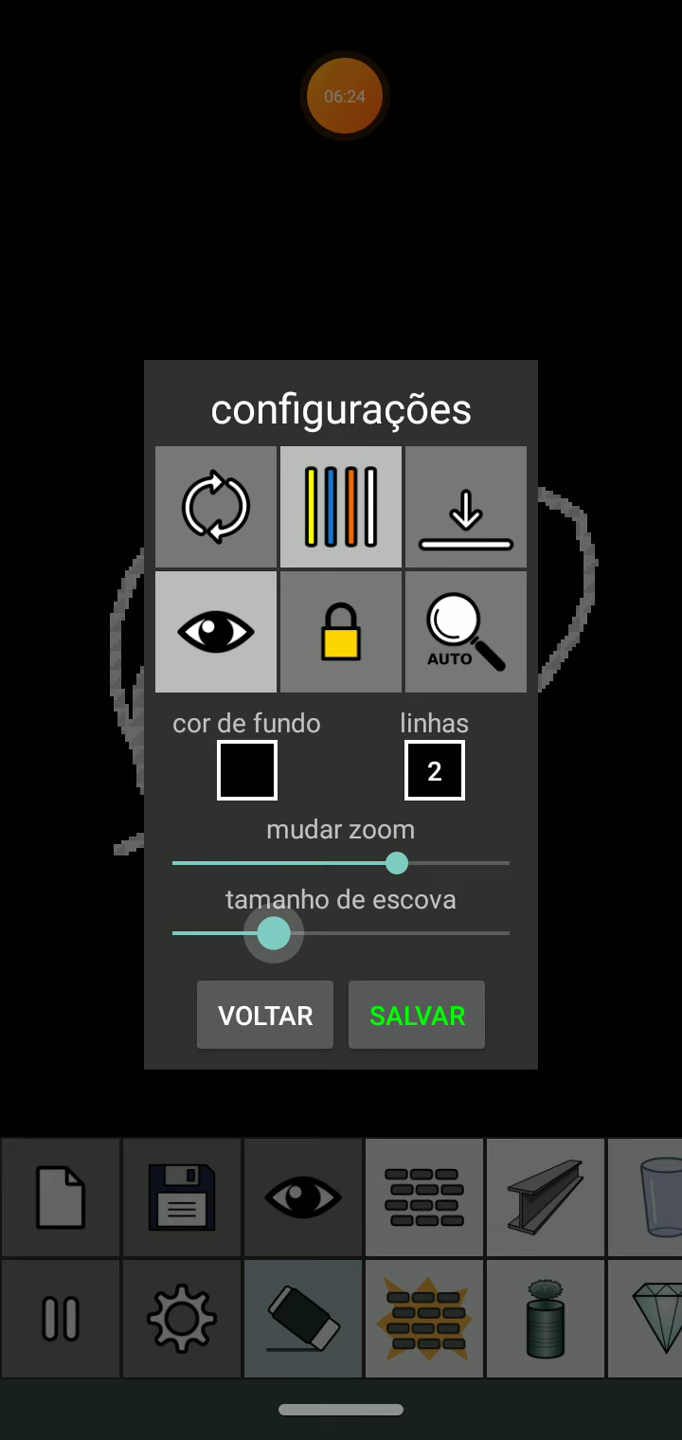 06:24
configurações
AUTO
cor de fundo
linhas
2
mudar zoom
tamanho de escova
VOLTAR
SALVAR